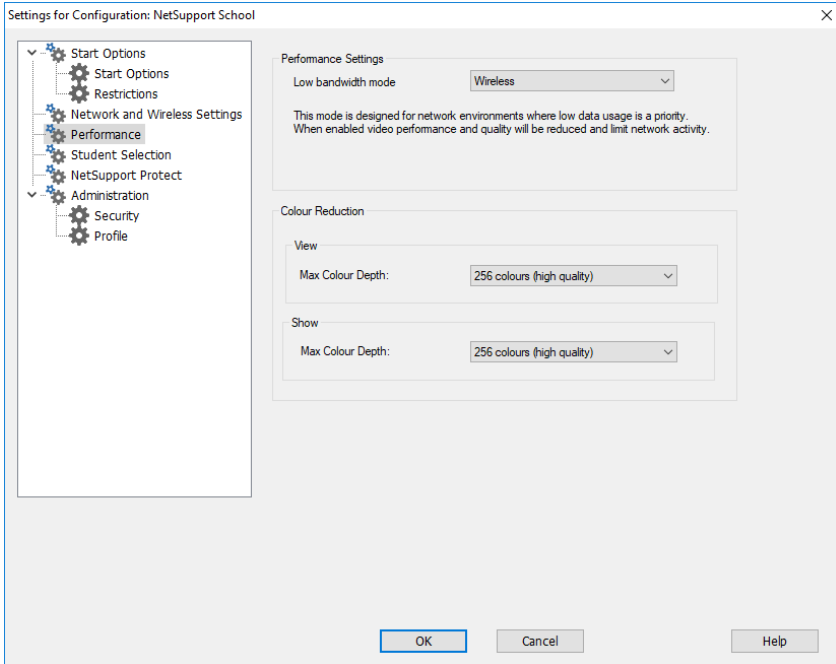 Settings for Configuration: NetSupport School
Start Options
Start Options
Restrictions
Network and Wireless Settings
Performance
Student Selection
NetSupport Protect
Administration
Security
Profile
Performance Settings
Low bandwidth mode
Wireless
This mode is designed for network environments where low data usage is a priority.
When enabled video performance and quality will be reduced and limit network activity.
Colour Reduction
View
Max Colour Depth:
256 colours (high quality)
Show
Max Colour Depth:
256 colours (high quality)
OK
Cancel
Help